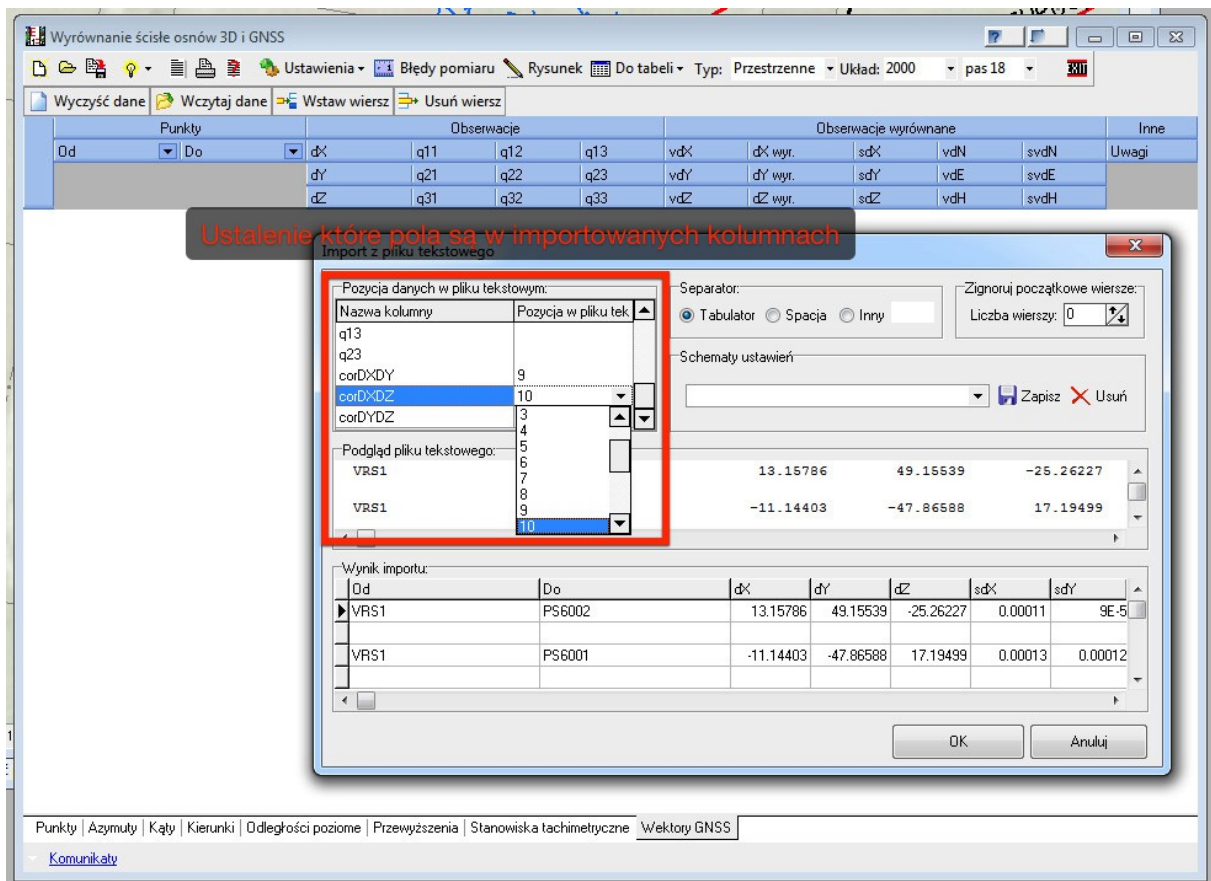 Wyrównanie ścisłe osnów 3D i GNSS
Ustawienia Błędy pomiaru Rysunek Do tabeli Typ: Przestrzenne Układ: 2000 pas 18 EXIT
Wyczyść dane Wczytaj dane Wstaw wiersz Usuń wiersz
Punkty Obserwacje Obserwacje wyrównane Inne
Od Do dX q11 q12 q13 vdX dX wyr. sdX vdN svdN Uwagi
dY q21 q22 q23 vdY dY wyr. sdY vdE svdE
dZ q31 q32 q33 vdZ dZ wyr. sdZ vdH svdH
Ustalenie które pola są w importowanych kolumnach
Import z pliku tekstowego
Pozycja danych w pliku tekstowym: Separator: Zignoruj początkowe wiersze:
Nazwa kolumny Pozycja w pliku tek Tabulator Spacja Inny Liczba wierszy: 0
q13
q23 Schematy ustawień
corDXDY 9
corDXDZ 10 Zapisz Usuń
corDYDZ 3
4
5
6
7
8
9
10
Podgląd pliku tekstowego:
VRS1 13.15786 49.15539 -25.26227
VRS1 -11.14403 -47.86588 17.19499
Wynik importu:
Od Do dX dY dZ sdX sdY
VRS1 PS6002 13.15786 49.15539 -25.26227 0.00011 9E-5
VRS1 PS6001 -11.14403 -47.86588 17.19499 0.00013 0.00012
OK Anuluj
Punkty Azymuty Kąty Kierunki Odległości poziome Przewyższenia Stanowiska tachimetryczne Wektory GNSS
Komunikaty